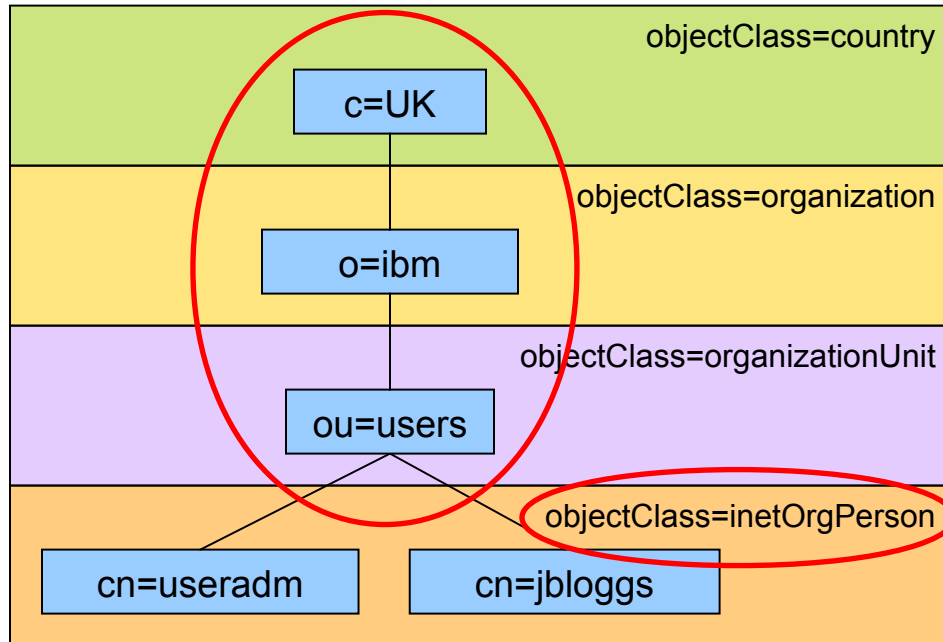 objectClass=country
c=UK
objectClass=organization
o=ibm
objectClass=organizationUnit
ou=users
objectClass=inetOrgPerson
cn=useradm
cn=jbloggs